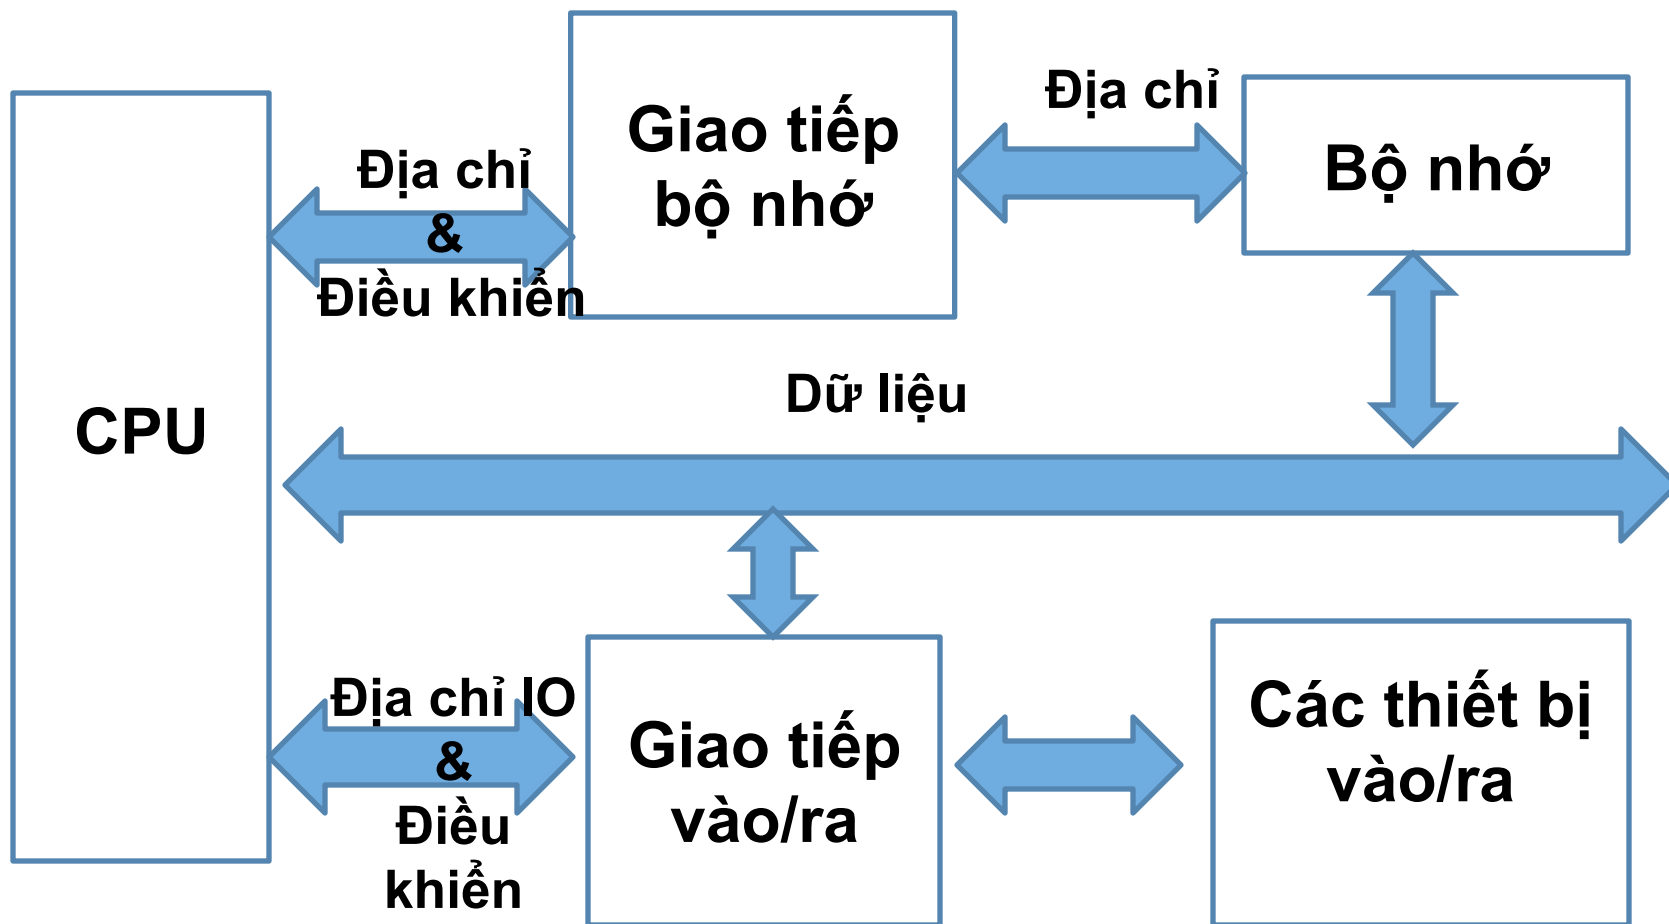 Giao tiếp
bộ nhớ
Địa chỉ
Bộ nhớ
Địa chỉ
&
Điều khiển
CPU
Dữ liệu
Địa chỉ IO
&
Điều
khiển
Giao tiếp
vào/ra
Các thiết bị
vào/ra